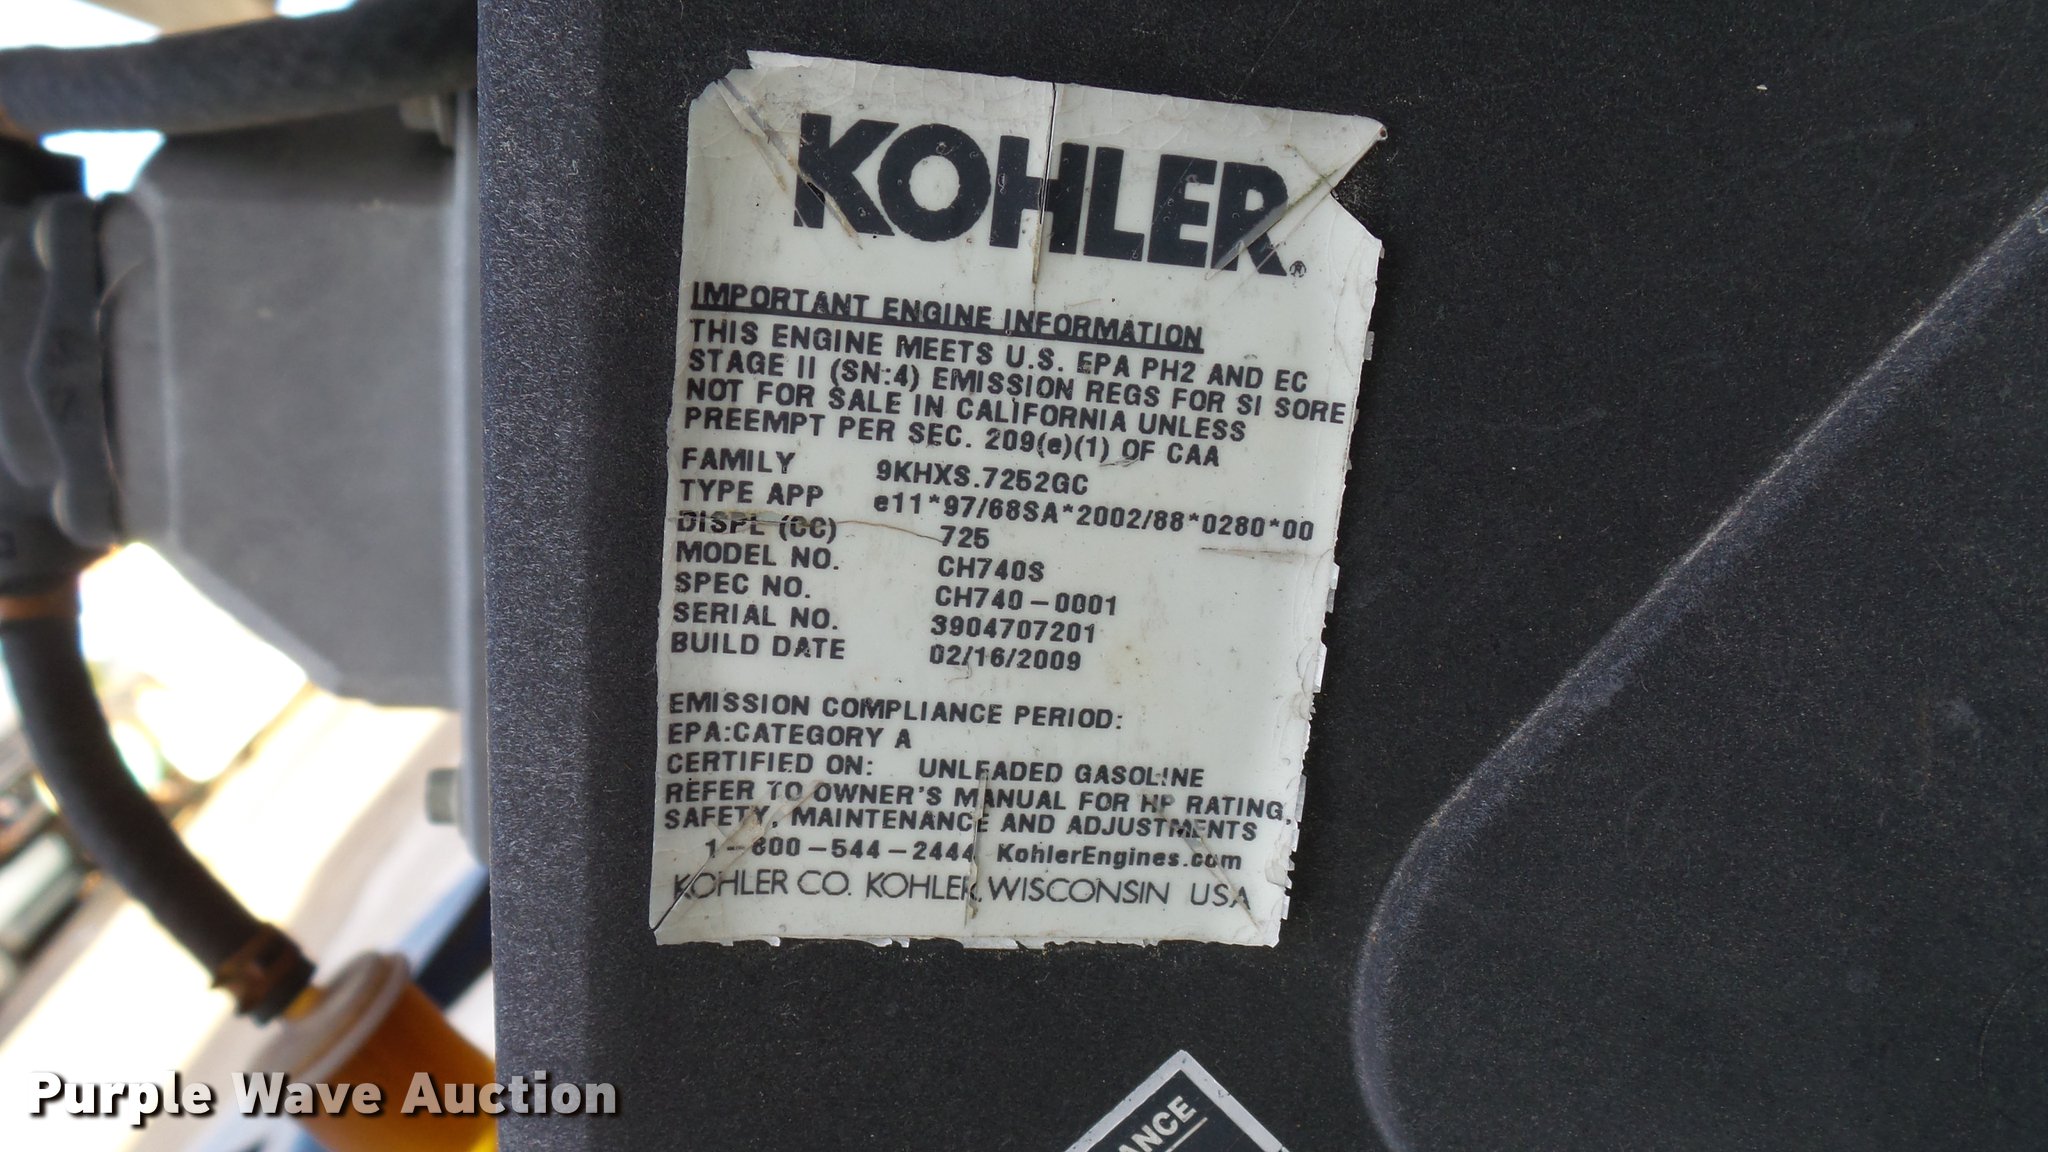 KOHLER®
IMPORTANT ENGINE INFORMATION
THIS ENGINE MEETS U.S. EPA PH2 AND EC
STAGE II (SN:4) EMISSION REGS FOR SI SORE
NOT FOR SALE IN CALIFORNIA UNLESS
PREEMPT PER SEC. 209(e)(1) OF CAA
FAMILY 9KHXS.7252GC
TYPE APP e11*97/68SA*2002/88*0280*00
DISPL (CC) 725
MODEL NO. CH740S
SPEC NO. CH740-0001
SERIAL NO. 3904707201
BUILD DATE 02/16/2009
EMISSION COMPLIANCE PERIOD:
EPA:CATEGORY A
CERTIFIED ON: UNLEADED GASOLINE
REFER TO OWNER'S MANUAL FOR HP RATING,
SAFETY, MAINTENANCE AND ADJUSTMENTS
1-800-544-2444 KohlerEngines.com
KOHLER CO. KOHLER, WISCONSIN USA
ANCE
Purple Wave Auction